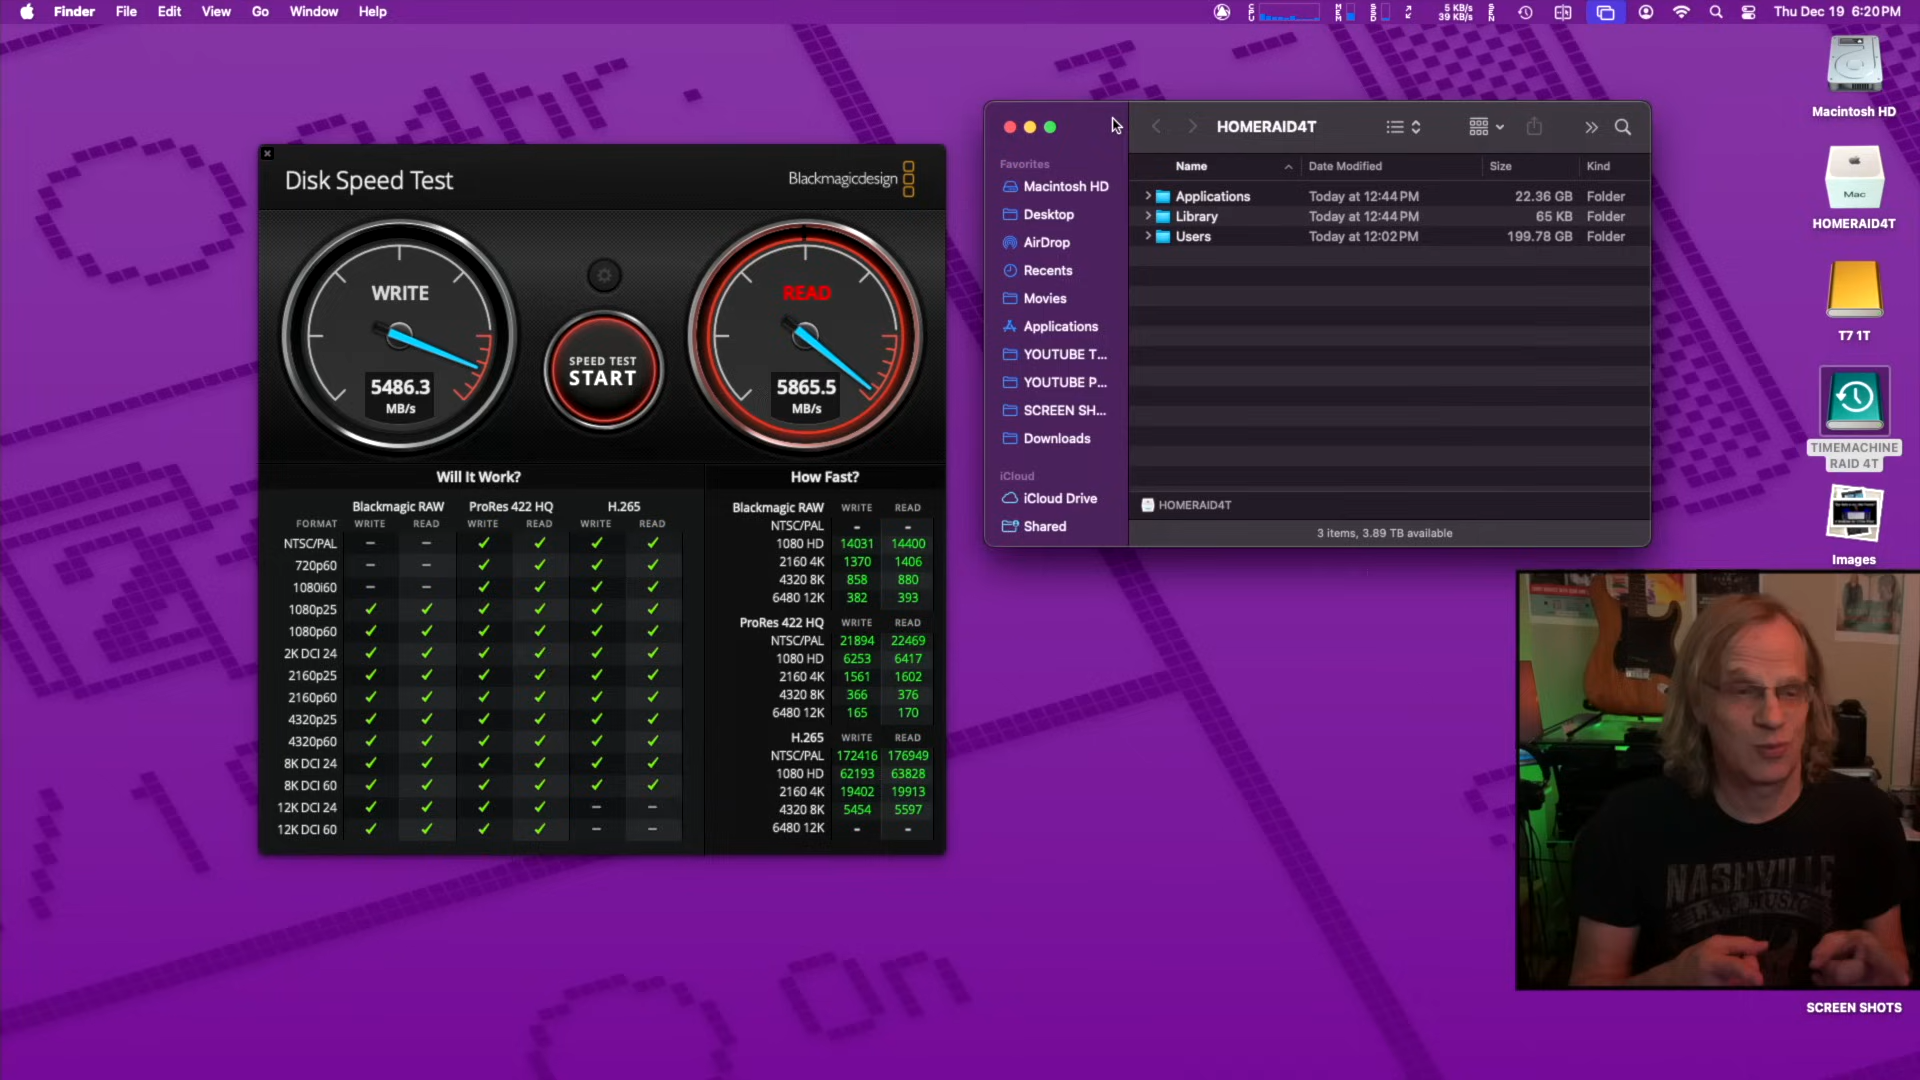 Finder File Edit View Go Window Help
5 KB/s
39 KB/s
Thu Dec 19 6:20 PM
Disk Speed Test
Blackmagicdesign
WRITE
5486.3
MB/s
SPEED TEST
START
READ
5865.5
MB/s
Will It Work?
Blackmagic RAW ProRes 422 HQ H.265
FORMAT WRITE READ WRITE READ WRITE READ
NTSC/PAL – – ✓ ✓ ✓ ✓
720p60 – – ✓ ✓ ✓ ✓
1080i60 – – ✓ ✓ ✓ ✓
1080p25 ✓ ✓ ✓ ✓ ✓ ✓
1080p60 ✓ ✓ ✓ ✓ ✓ ✓
2K DCI 24 ✓ ✓ ✓ ✓ ✓ ✓
2160p25 ✓ ✓ ✓ ✓ ✓ ✓
2160p60 ✓ ✓ ✓ ✓ ✓ ✓
4320p25 ✓ ✓ ✓ ✓ ✓ ✓
4320p60 ✓ ✓ ✓ ✓ ✓ ✓
8K DCI 24 ✓ ✓ ✓ ✓ ✓ ✓
8K DCI 60 ✓ ✓ ✓ ✓ ✓ ✓
12K DCI 24 ✓ ✓ ✓ ✓ – –
12K DCI 60 ✓ ✓ ✓ ✓ – –
How Fast?
Blackmagic RAW WRITE READ
NTSC/PAL - -
1080 HD 14031 14400
2160 4K 1370 1406
4320 8K 858 880
6480 12K 382 393
ProRes 422 HQ WRITE READ
NTSC/PAL 21894 22469
1080 HD 6253 6417
2160 4K 1561 1602
4320 8K 366 376
6480 12K 165 170
H.265 WRITE READ
NTSC/PAL 172416 176949
1080 HD 62193 63828
2160 4K 19402 19913
4320 8K 5454 5597
6480 12K - -
Favorites
Macintosh HD
Desktop
AirDrop
Recents
Movies
Applications
YOUTUBE T...
YOUTUBE P...
SCREEN SH...
Downloads
iCloud
iCloud Drive
Shared
HOMERAID4T
Name Date Modified Size Kind
Applications Today at 12:44 PM 22.36 GB Folder
Library Today at 12:44 PM 65 KB Folder
Users Today at 12:02 PM 199.78 GB Folder
HOMERAID4T
3 items, 3.89 TB available
Macintosh HD
Mac
HOMERAID4T
T7 1T
TIMEMACHINE
RAID 4T
Images
NASHVILLE
LIVE MUSIC
SCREEN SHOTS